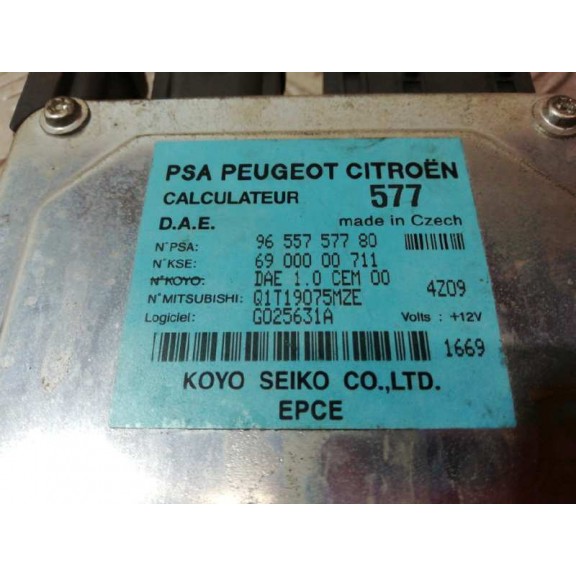 PSA PEUGEOT CITROËN
CALCULATEUR 577
D.A.E. made in Czech
N°PSA: 96 557 577 80
N°KSE: 69 000 00 711
N°KOYO: DAE 1.0 CEM 00
N°MITSUBISHI: Q1T19075MZE 4Z09
Logiciel: G025631A Volts : +12V
1669
KOYO SEIKO CO.,LTD.
EPCE